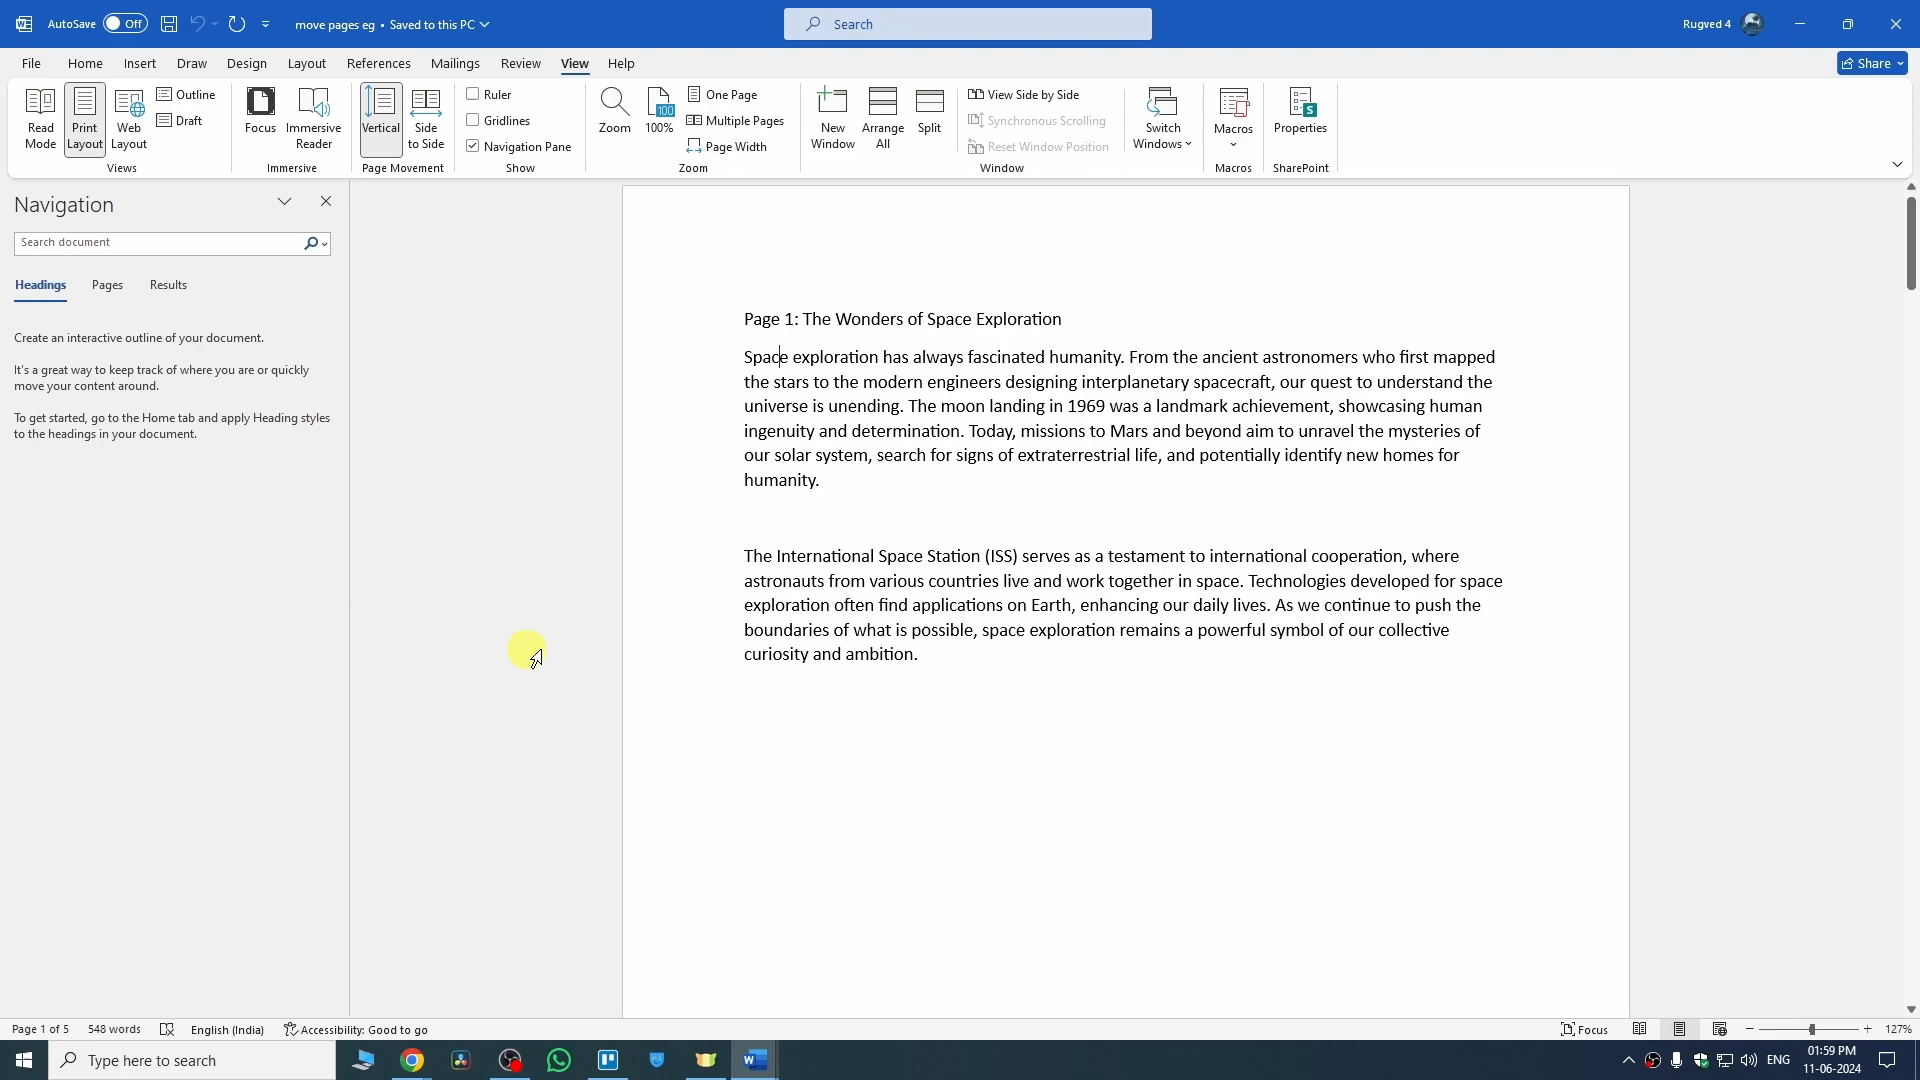 AutoSave Off move pages eg • Saved to this PC Search Rugved 4
File Home Insert Draw Design Layout References Mailings Review View Help Share
Read Mode
Print Layout
Web Layout
Outline
Draft
Views
Focus
Immersive Reader
Immersive
Vertical
Side to Side
Page Movement
Ruler
Gridlines
Navigation Pane
Show
Zoom
100
100%
One Page
Multiple Pages
Page Width
Zoom
New Window
Arrange All
Split
View Side by Side
Synchronous Scrolling
Reset Window Position
Window
Switch Windows
Macros
Macros
Properties
SharePoint
Navigation
Search document
Headings Pages Results
Create an interactive outline of your document.
It's a great way to keep track of where you are or quickly
move your content around.
To get started, go to the Home tab and apply Heading styles
to the headings in your document.
Page 1: The Wonders of Space Exploration
Space exploration has always fascinated humanity. From the ancient astronomers who first mapped
the stars to the modern engineers designing interplanetary spacecraft, our quest to understand the
universe is unending. The moon landing in 1969 was a landmark achievement, showcasing human
ingenuity and determination. Today, missions to Mars and beyond aim to unravel the mysteries of
our solar system, search for signs of extraterrestrial life, and potentially identify new homes for
humanity.
The International Space Station (ISS) serves as a testament to international cooperation, where
astronauts from various countries live and work together in space. Technologies developed for space
exploration often find applications on Earth, enhancing our daily lives. As we continue to push the
boundaries of what is possible, space exploration remains a powerful symbol of our collective
curiosity and ambition.
Page 1 of 5 548 words English (India) Accessibility: Good to go Focus 127%
Type here to search ENG 01:59 PM
11-06-2024